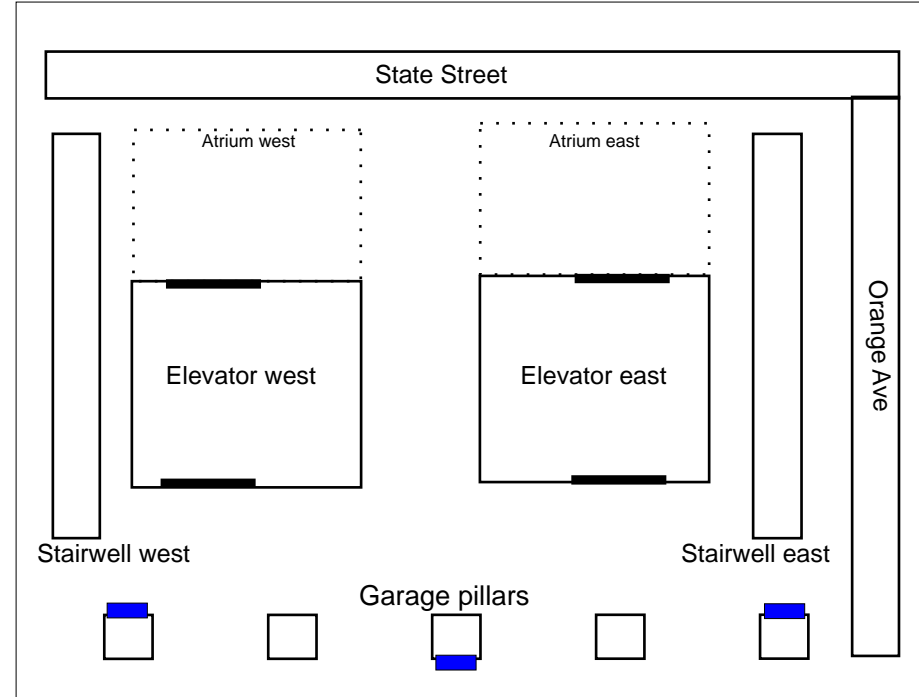 State Street
Atrium west
Atrium east
Elevator west
Elevator east
Orange Ave
Stairwell west
Stairwell east
Garage pillars